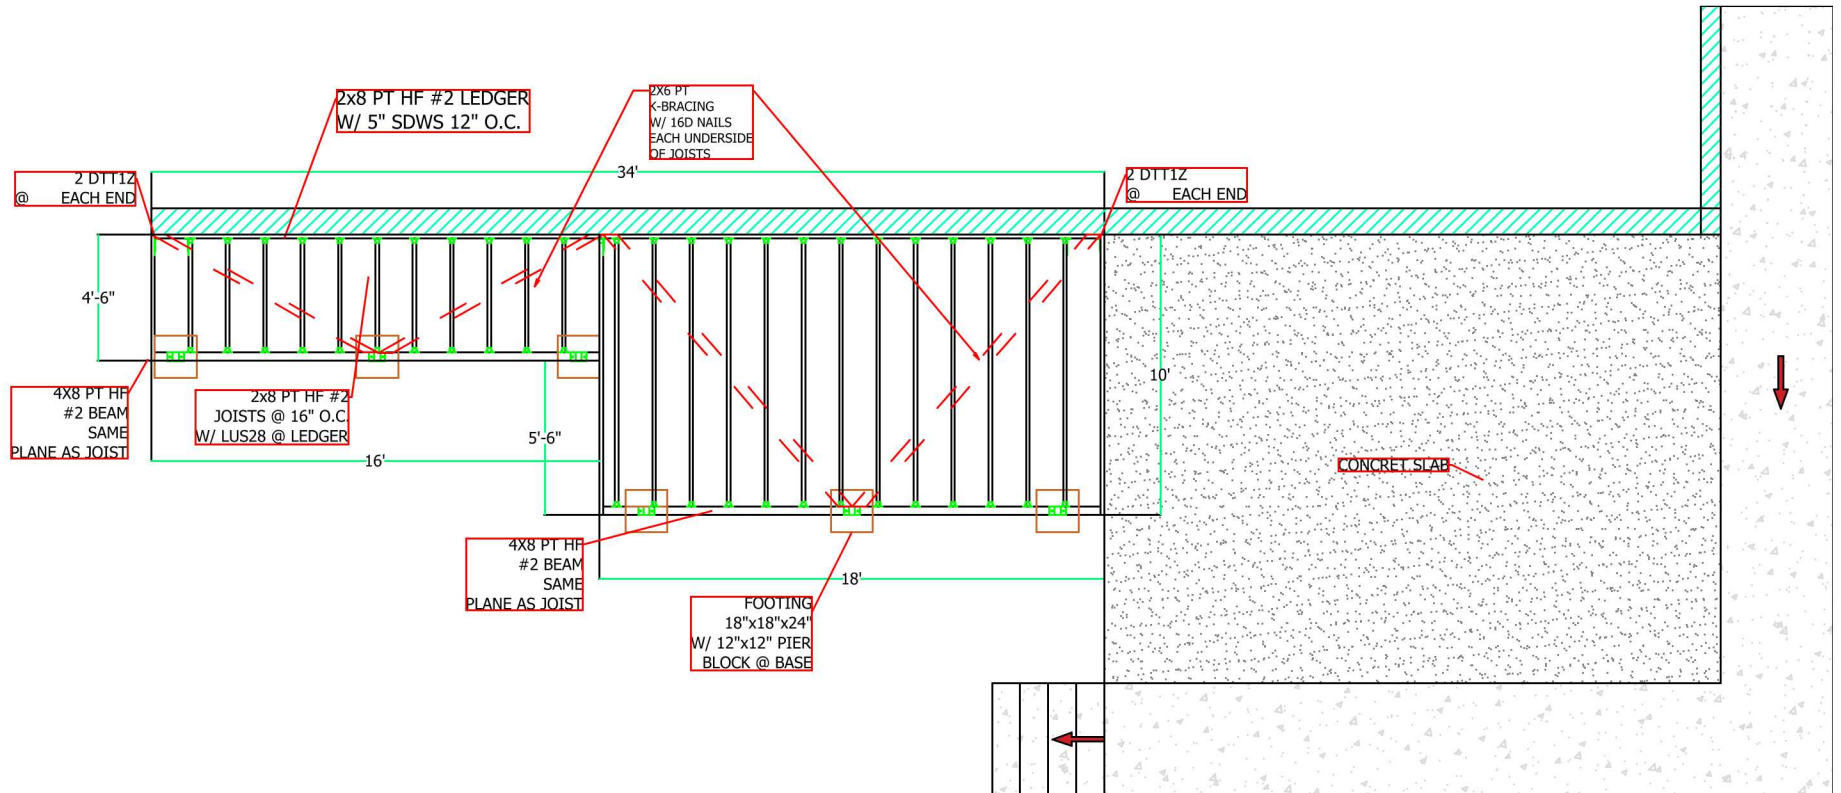 2x8 PT HF #2 LEDGER
W/ 5" SDWS 12" O.C.
2X6 PT
K-BRACING
W/ 16D NAILS
EACH UNDERSIDE
OF JOISTS
34'
2 DTT1Z
@ EACH END
2 DTT1Z
@ EACH END
4'-6"
10'
4X8 PT HF
#2 BEAM
SAME
PLANE AS JOIST
2x8 PT HF #2
JOISTS @ 16" O.C.
W/ LUS28 @ LEDGER
5'-6"
16'
CONCRET SLAB
4X8 PT HF
#2 BEAM
SAME
PLANE AS JOIST
18'
FOOTING
18"x18"x24"
W/ 12"x12" PIER
BLOCK @ BASE